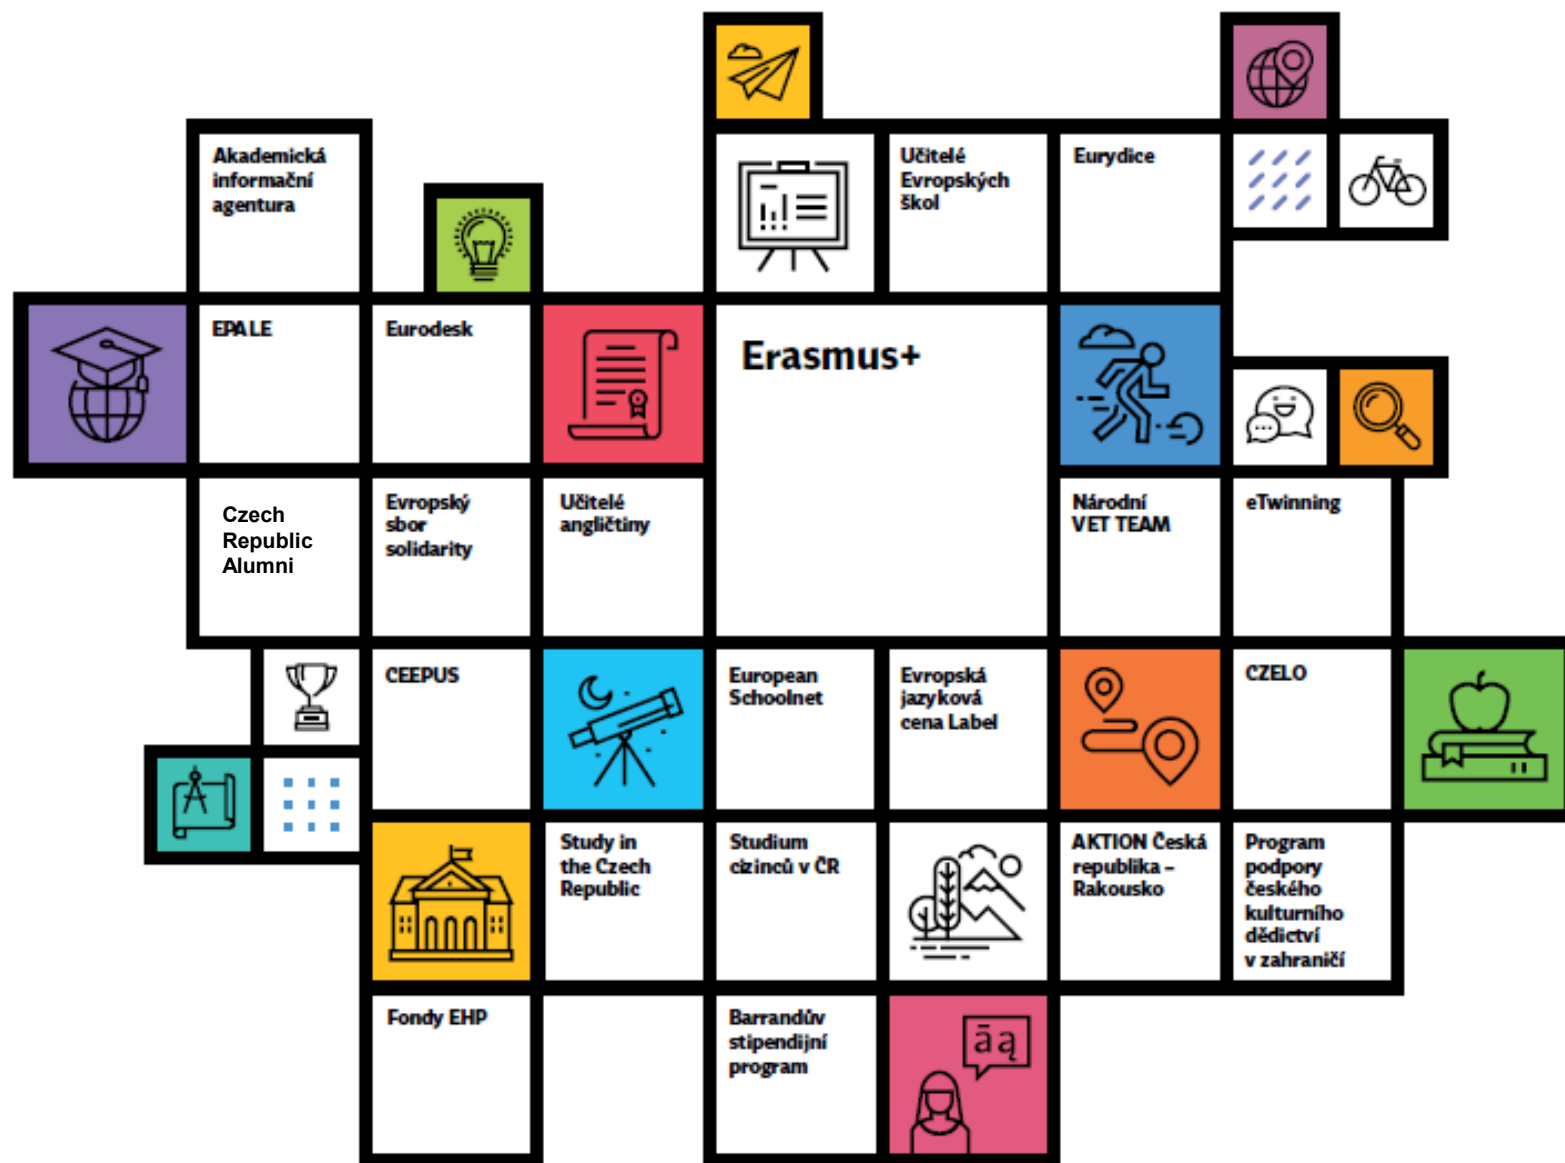 Akademická
informační
agentura
Učitelé
Evropských
škol
Eurydice
EPALE
Eurodesk
Erasmus+
Czech
Republic
Alumni
Evropský
sbor
solidarity
Učitelé
angličtiny
Národní
VET TEAM
eTwinning
CEEPUS
European
Schoolnet
Evropská
jazyková
cena Label
CZELO
Study in
the Czech
Republic
Studium
cizinců v ČR
AKTION Česká
republika –
Rakousko
Program
podpory
českého
kulturního
dědictví
v zahraničí
Fondy EHP
Barrandův
stipendijní
program
āą